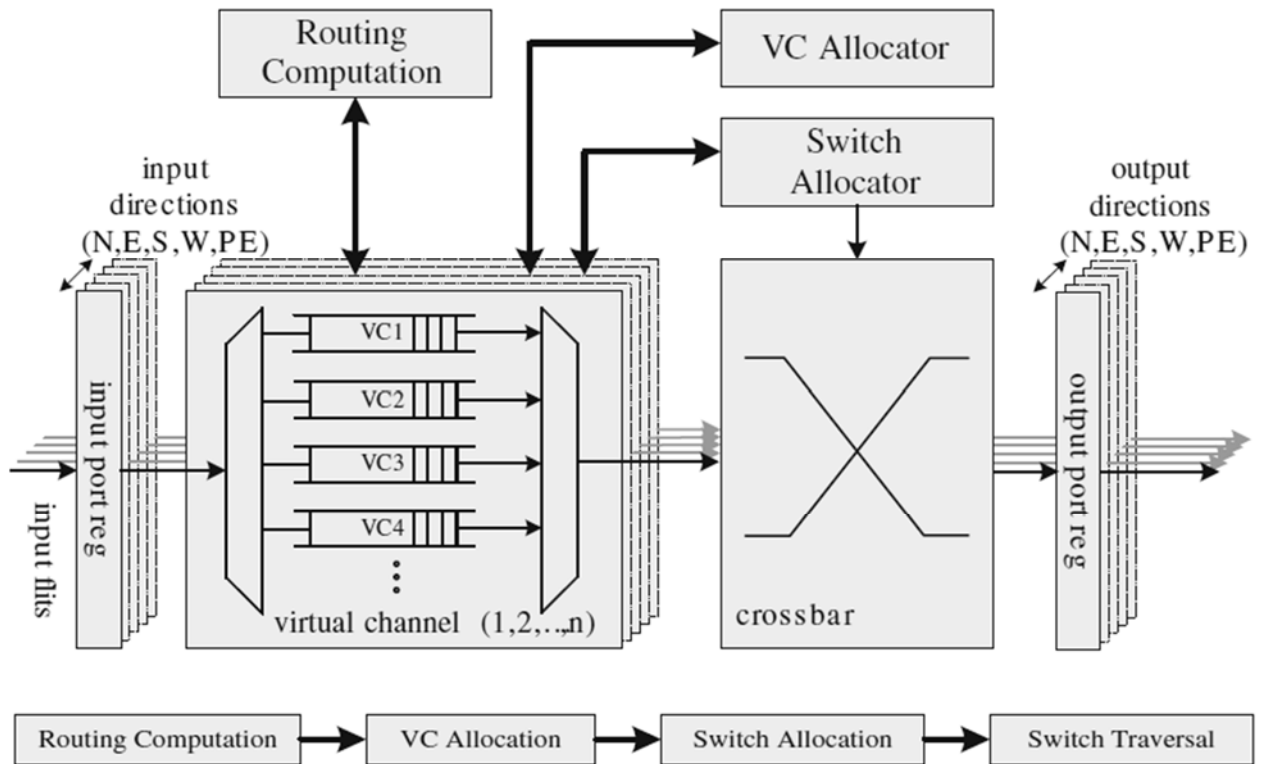 Routing
Computation
VC Allocator
Switch
Allocator
input
directions
(N,E,S,W,PE)
output
directions
(N,E,S,W,PE)
input port reg
input flits
VC1
VC2
VC3
VC4
virtual channel (1,2,..,n)
crossbar
output port reg
Routing Computation
VC Allocation
Switch Allocation
Switch Traversal